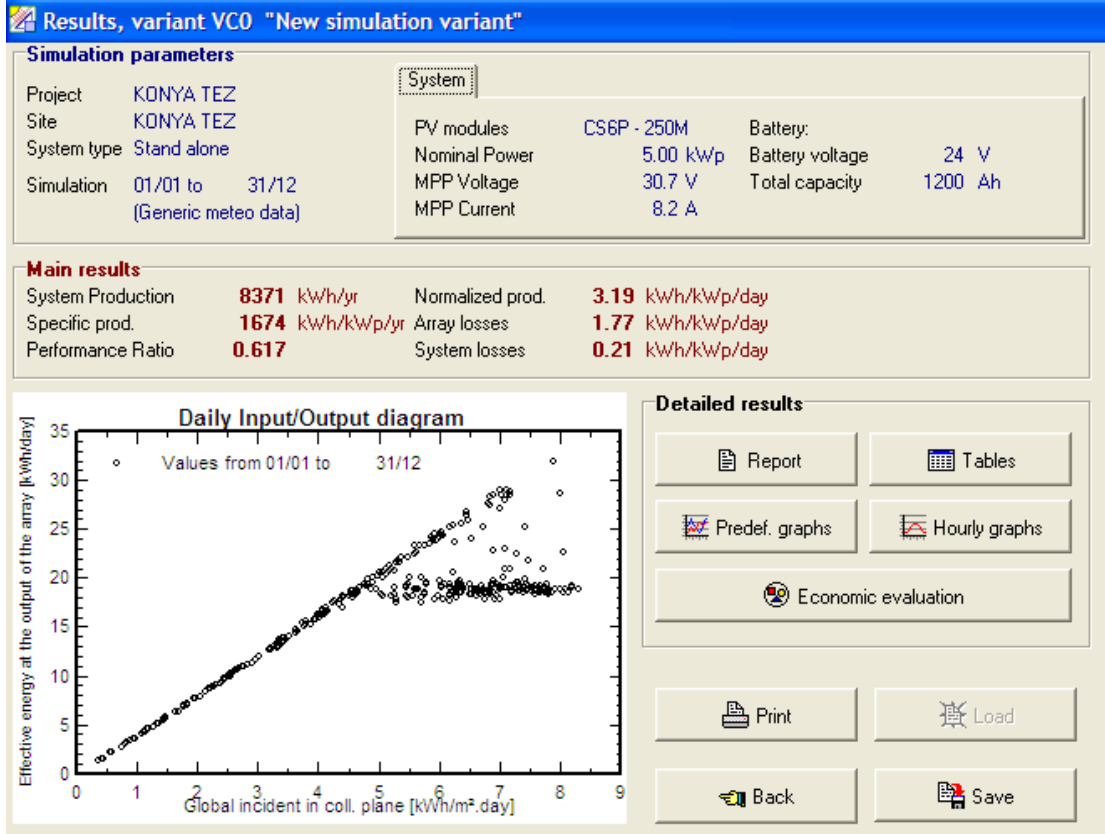 Results, variant VC0 "New simulation variant"
Simulation parameters
Project KONYA TEZ
Site KONYA TEZ
System type Stand alone
Simulation 01/01 to 31/12
(Generic meteo data)
System
PV modules CS6P - 250M Battery:
Nominal Power 5.00 kWp Battery voltage 24 V
MPP Voltage 30.7 V Total capacity 1200 Ah
MPP Current 8.2 A
Main results
System Production 8371 kWh/yr Normalized prod. 3.19 kWh/kWp/day
Specific prod. 1674 kWh/kWp/yr Array losses 1.77 kWh/kWp/day
Performance Ratio 0.617 System losses 0.21 kWh/kWp/day
Daily Input/Output diagram
Values from 01/01 to 31/12
Effective energy at the output of the array [kWh/day]
35
30
25
20
15
10
5
0
0 1 2 3 4 5 6 7 8 9
Global incident in coll. plane [kWh/m².day]
Detailed results
Report Tables
Predef. graphs Hourly graphs
Economic evaluation
Print Load
Back Save